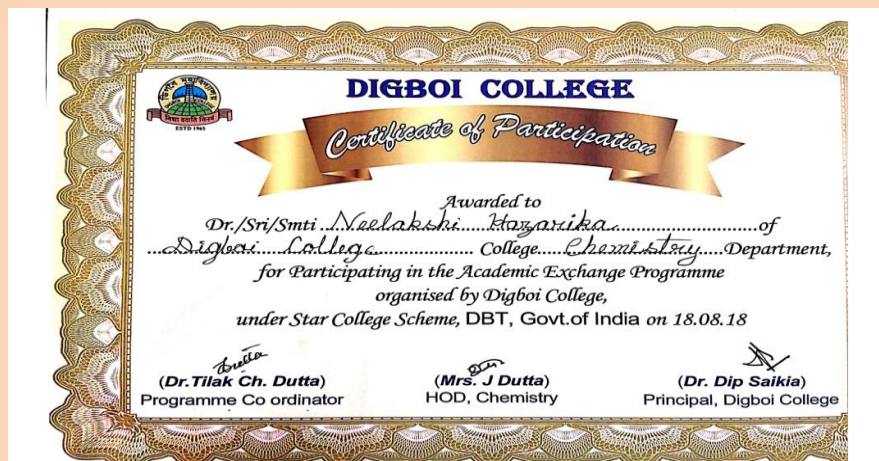 DIGBOI COLLEGE
ESTD 1965
Certificate of Participation
Awarded to
Dr./Sri/Smti ..Neelakshi Hazarika..............................of
...Digboi College................... College....Chemistry....Department,
for Participating in the Academic Exchange Programme
organised by Digboi College,
under Star College Scheme, DBT, Govt.of India on 18.08.18
(Dr.Tilak Ch. Dutta)
Programme Co ordinator
(Mrs. J Dutta)
HOD, Chemistry
(Dr. Dip Saikia)
Principal, Digboi College